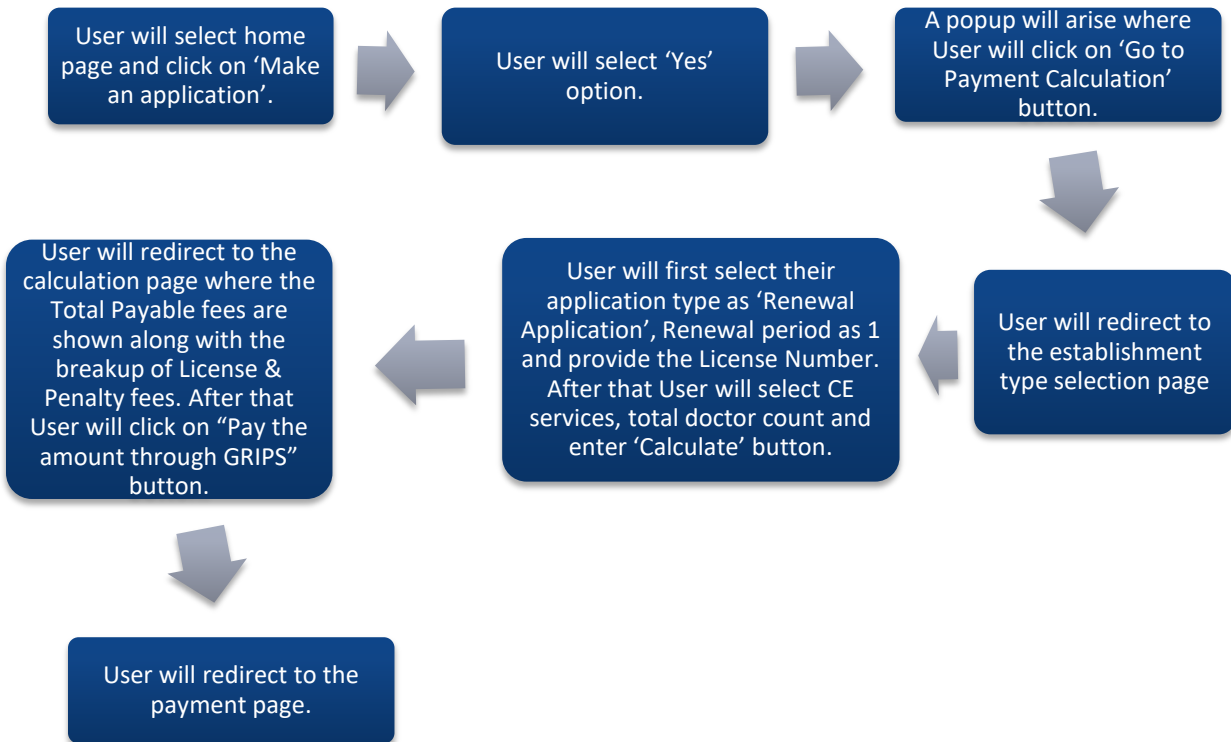 User will select home
page and click on ‘Make
an application’.
User will select ‘Yes’
option.
A popup will arise where
User will click on ‘Go to
Payment Calculation’
button.
User will redirect to
the establishment
type selection page
User will first select their
application type as ‘Renewal
Application’, Renewal period as 1
and provide the License Number.
After that User will select CE
services, total doctor count and
enter ‘Calculate’ button.
User will redirect to the
calculation page where the
Total Payable fees are
shown along with the
breakup of License &
Penalty fees. After that
User will click on “Pay the
amount through GRIPS”
button.
User will redirect to the
payment page.